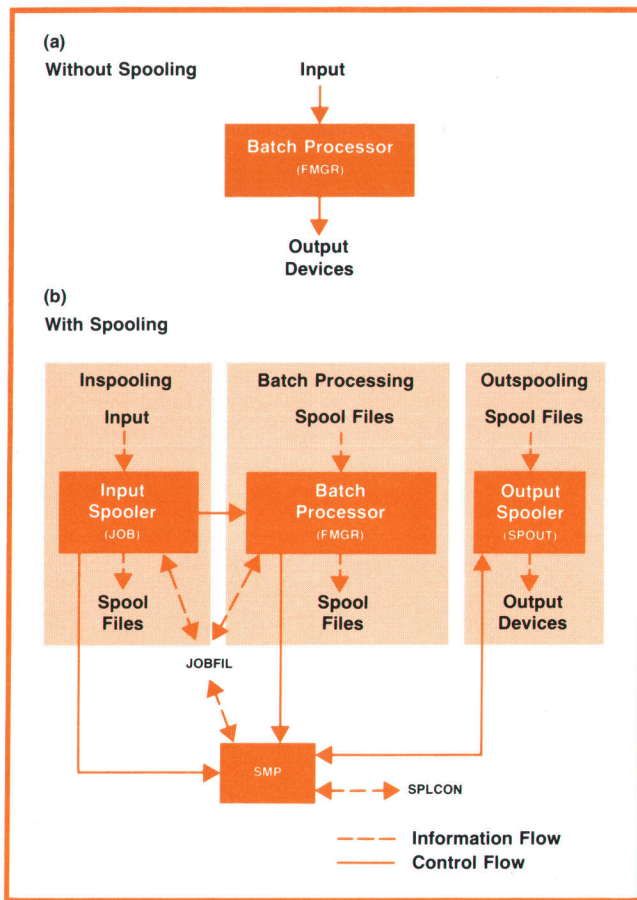 (a)
Without Spooling
Input
Batch Processor
(FMGR)
Output
Devices
(b)
With Spooling
Inspooling
Batch Processing
Outspooling
Input
Spool Files
Spool Files
Input
Spooler
(JOB)
Batch
Processor
(FMGR)
Output
Spooler
(SPOUT)
Spool
Files
Spool
Files
Output
Devices
JOBFIL
SMP
SPLCON
Information Flow
Control Flow